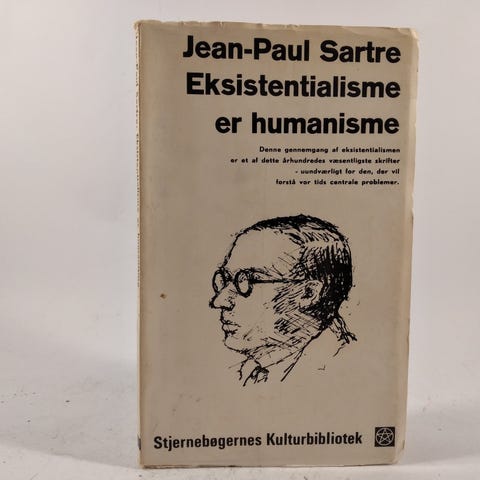 Jean-Paul Sartre
Eksistentialisme
er humanisme
Denne gennemgang af eksistentialismen
er et af dette århundredes væsentligste skrifter
- uundværligt for den, der vil
forstå vor tids centrale problemer.
Stjernebøgernes Kulturbibliotek